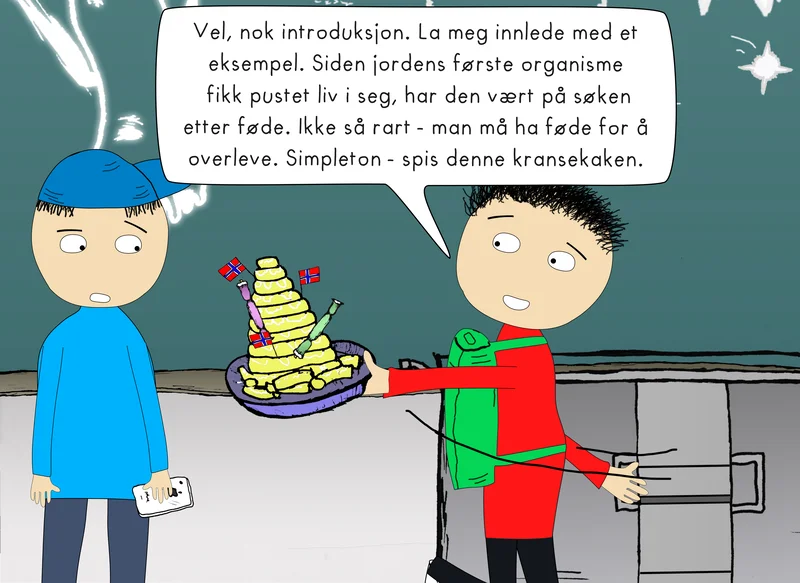 Vel, nok introduksjon. La meg innlede med et
eksempel. Siden jordens første organisme
fikk pustet liv i seg, har den vært på søken
etter føde. Ikke så rart - man må ha føde for å
overleve. Simpleton - spis denne kransekaken.